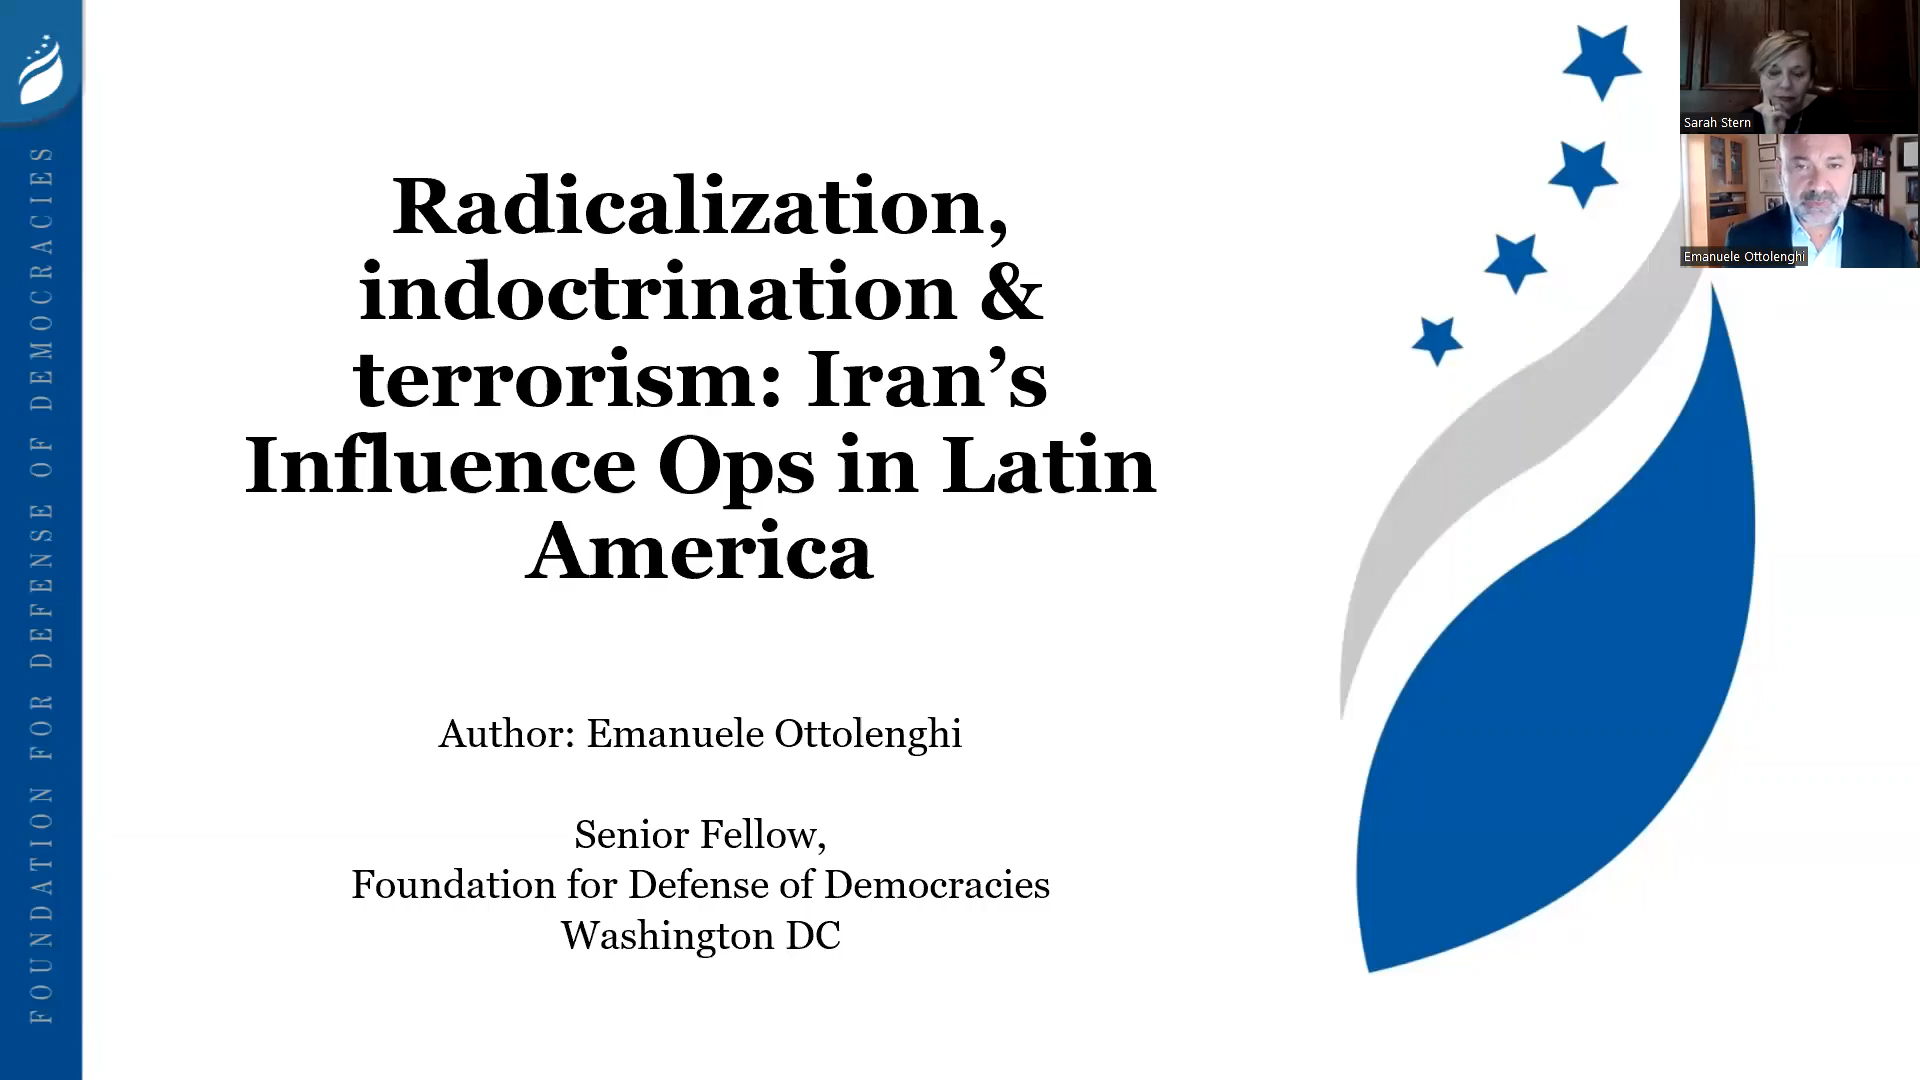 FOUNDATION FOR DEFENSE OF DEMOCRACIES
Radicalization,
indoctrination &
terrorism: Iran’s
Influence Ops in Latin
America
Author: Emanuele Ottolenghi
Senior Fellow,
Foundation for Defense of Democracies
Washington DC
Sarah Stern
Emanuele Ottolenghi